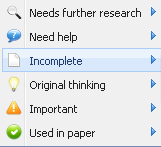 Needs further research
Need help
Incomplete
Original thinking
Important
Used in paper